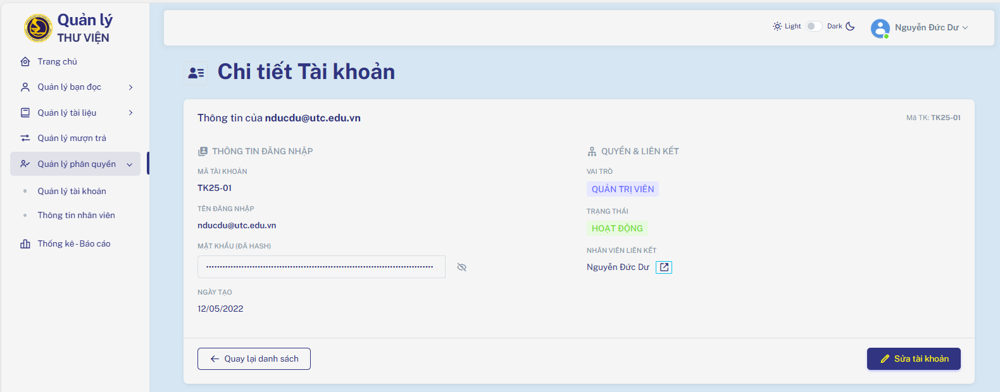 Quản lý
THƯ VIỆN
Trang chủ
Quản lý bạn đọc
Quản lý tài liệu
Quản lý mượn trả
Quản lý phân quyền
Quản lý tài khoản
Thông tin nhân viên
Thống kê - Báo cáo
Light Dark
Nguyễn Đức Dư
Chi tiết Tài khoản
Thông tin của nducdu@utc.edu.vn
Mã TK: TK25-01
THÔNG TIN ĐĂNG NHẬP
MÃ TÀI KHOẢN
TK25-01
TÊN ĐĂNG NHẬP
nducdu@utc.edu.vn
MẬT KHẨU (ĐÃ HASH)
NGÀY TẠO
12/05/2022
QUYỀN & LIÊN KẾT
VAI TRÒ
QUẢN TRỊ VIÊN
TRẠNG THÁI
HOẠT ĐỘNG
NHÂN VIÊN LIÊN KẾT
Nguyễn Đức Dư
Quay lại danh sách
Sửa tài khoản